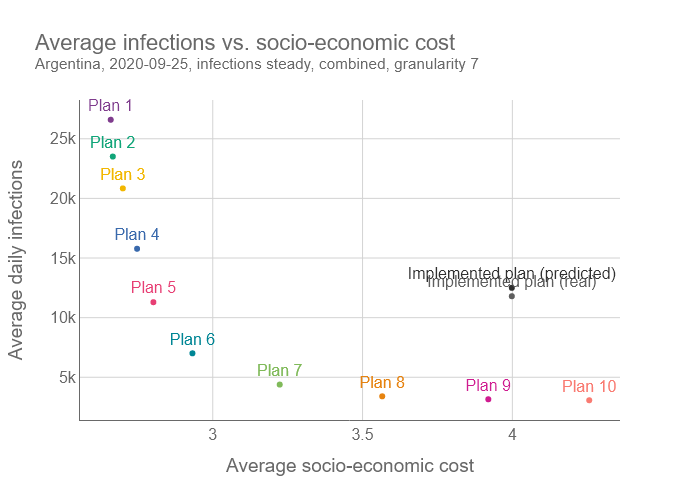 Average infections vs. socio-economic cost
Argentina, 2020-09-25, infections steady, combined, granularity 7
Plan 1
25k
Plan 2
Plan 3
20k
Plan 4
15k
Implemented plan (predicted)
Implemented plan (real)
Plan 5
10k
Plan 6
Plan 7
5k
Plan 8
Plan 9
Plan 10
3
3.5
4
Average daily infections
Average socio-economic cost